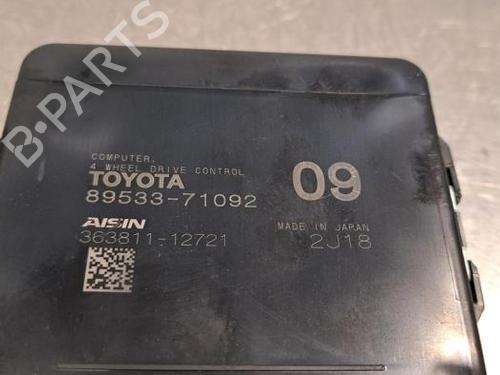 COMPUTER,
4 WHEEL DRIVE CONTROL
TOYOTA
89533-71092
09
AISIN
363811-12721
MADE IN JAPAN
2J18
B-PARTS